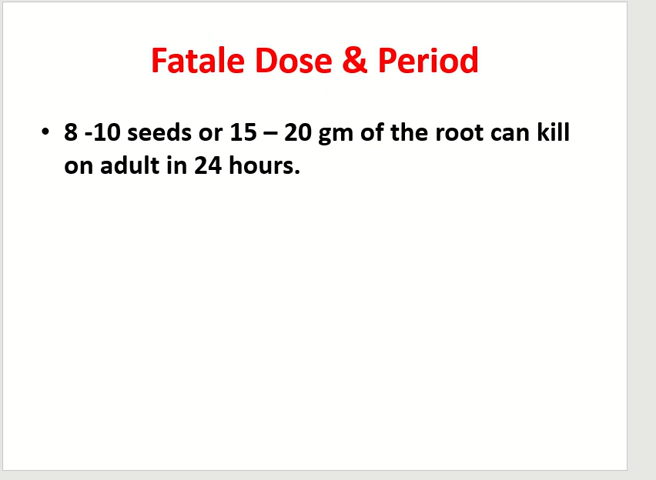 Fatale Dose & Period
• 8 -10 seeds or 15 – 20 gm of the root can kill
on adult in 24 hours.